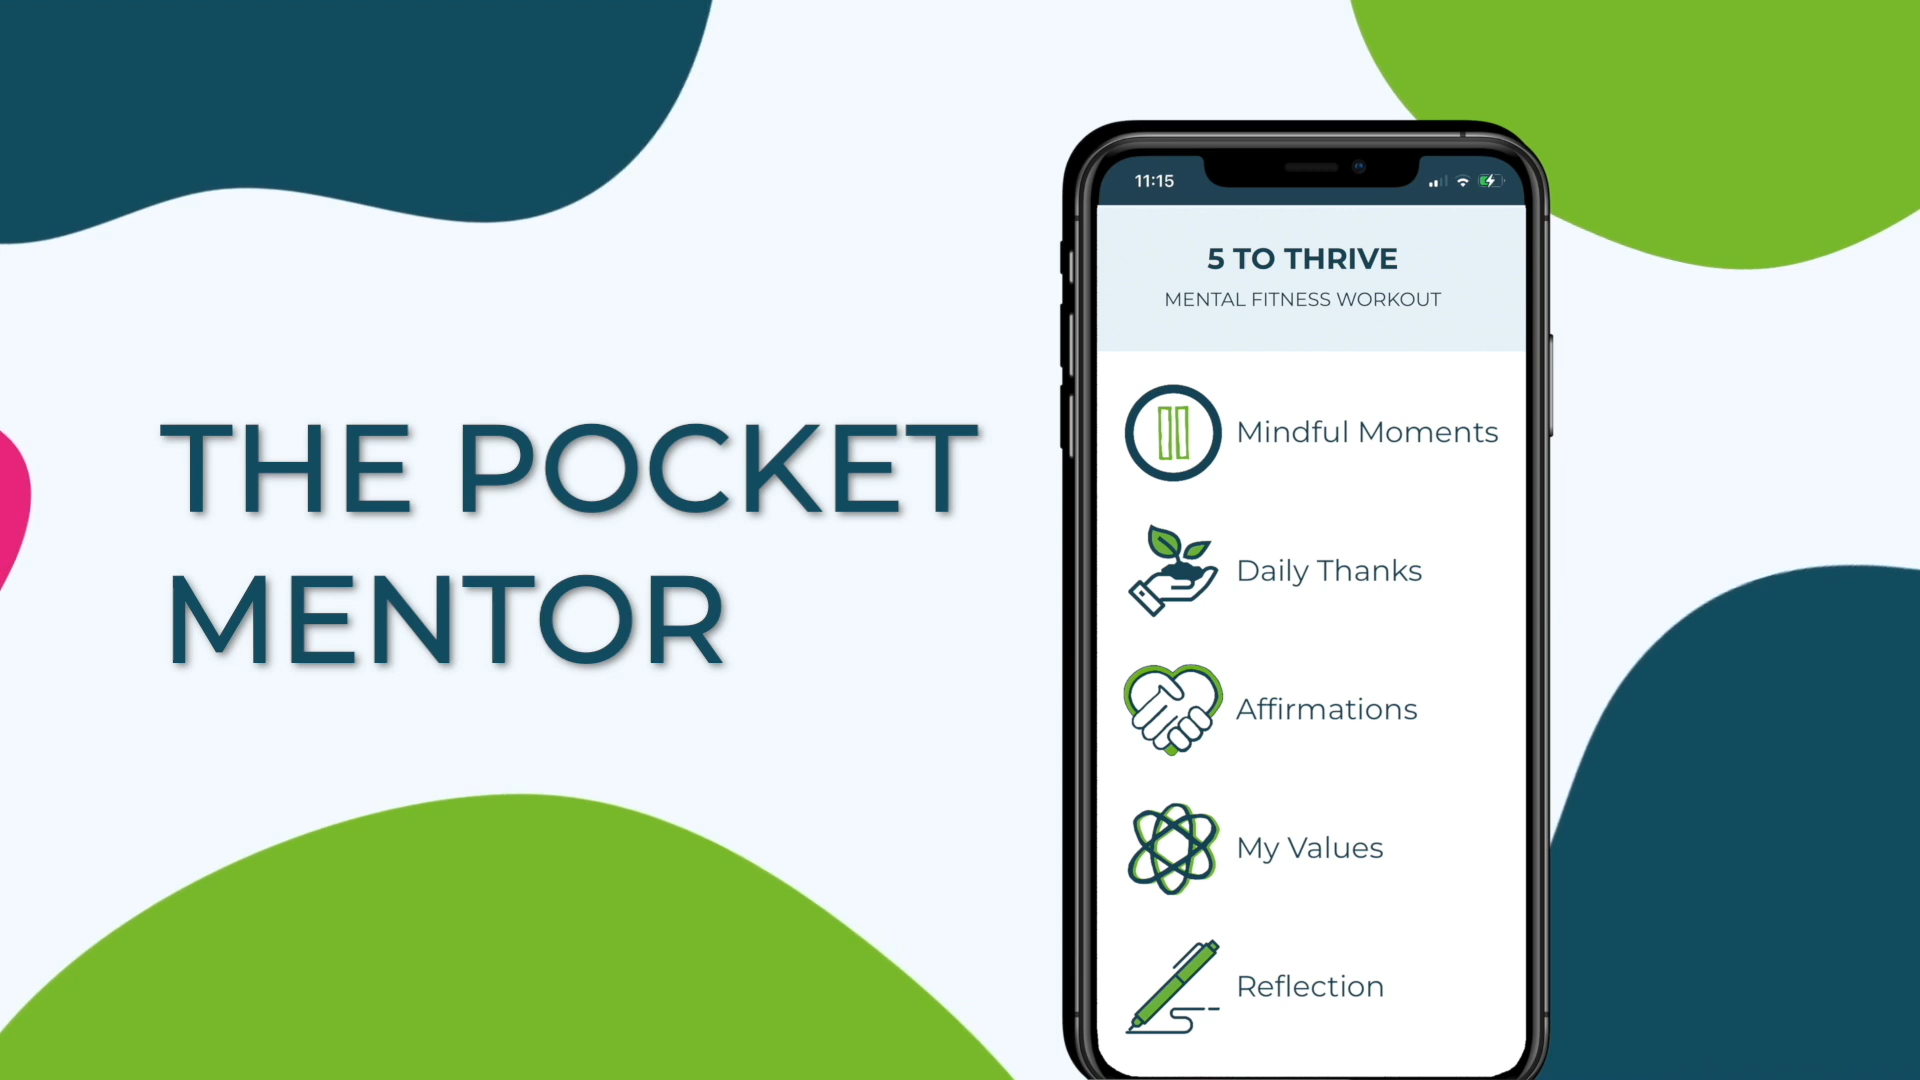 THE POCKET
MENTOR
11:15
5 TO THRIVE
MENTAL FITNESS WORKOUT
Mindful Moments
Daily Thanks
Affirmations
My Values
Reflection